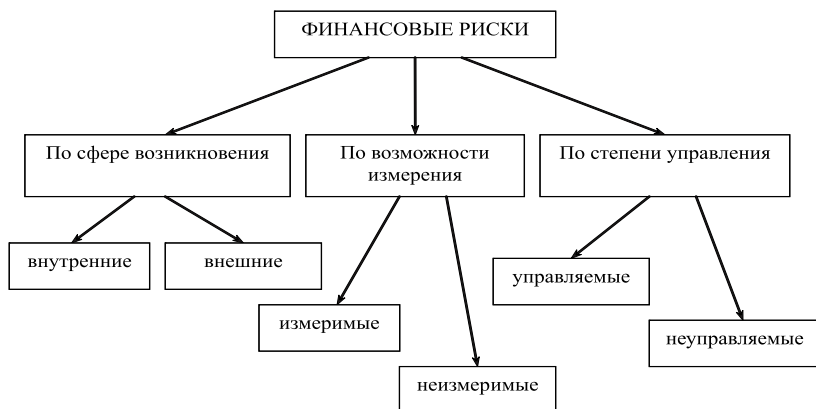 ФИНАНСОВЫЕ РИСКИ
По сфере возникновения
По возможности
измерения
По степени управления
внутренние
внешние
управляемые
измеримые
неуправляемые
неизмеримые